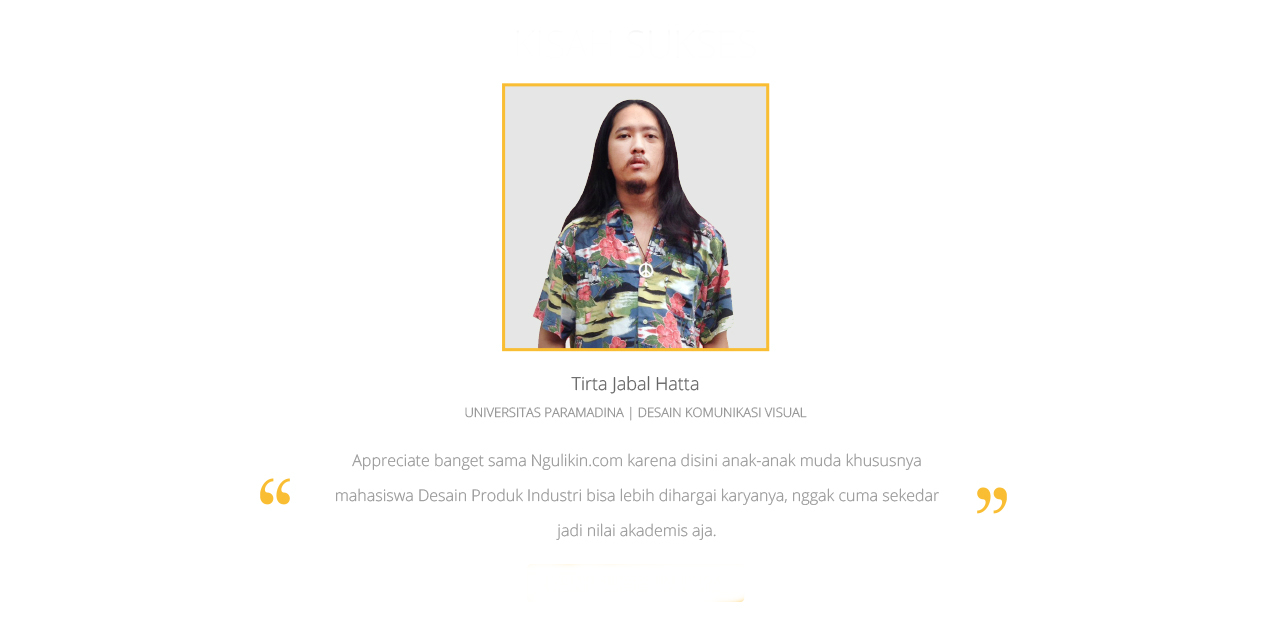 Tirta Jabal Hatta
UNIVERSITAS PARAMADINA | DESAIN KOMUNIKASI VISUAL
“ Appreciate banget sama Ngulikin.com karena disini anak-anak muda khususnya
mahasiswa Desain Produk Industri bisa lebih dihargai karyanya, nggak cuma sekedar
jadi nilai akademis aja. ”